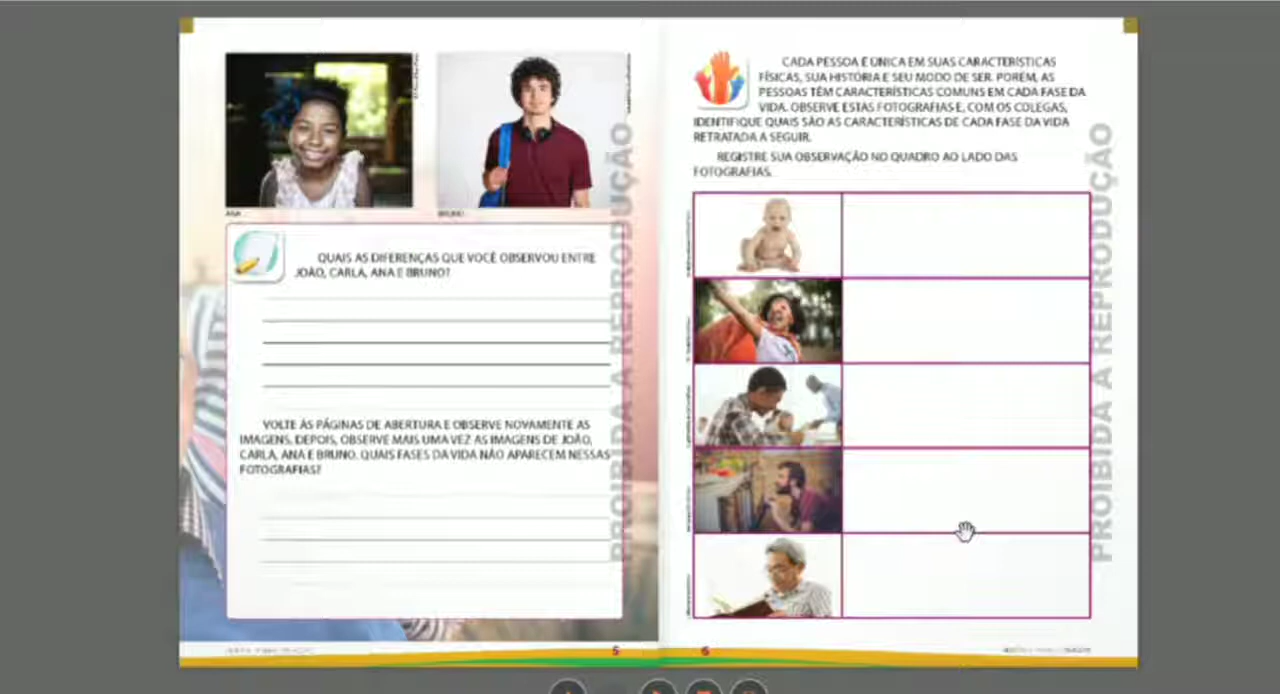 ANA
BRUNO
QUAIS AS DIFERENÇAS QUE VOCÊ OBSERVOU ENTRE
JOÃO, CARLA, ANA E BRUNO?
VOLTE ÀS PÁGINAS DE ABERTURA E OBSERVE NOVAMENTE AS
IMAGENS. DEPOIS, OBSERVE MAIS UMA VEZ AS IMAGENS DE JOÃO,
CARLA, ANA E BRUNO. QUAIS FASES DA VIDA NÃO APARECEM NESSAS
FOTOGRAFIAS?
PROIBIDA A REPRODUÇÃO
5
CADA PESSOA É ÚNICA EM SUAS CARACTERÍSTICAS
FÍSICAS, SUA HISTÓRIA E SEU MODO DE SER. PORÉM, AS
PESSOAS TÊM CARACTERÍSTICAS COMUNS EM CADA FASE DA
VIDA. OBSERVE ESTAS FOTOGRAFIAS E, COM OS COLEGAS,
IDENTIFIQUE QUAIS SÃO AS CARACTERÍSTICAS DE CADA FASE DA VIDA
RETRATADA A SEGUIR.
REGISTRE SUA OBSERVAÇÃO NO QUADRO AO LADO DAS
FOTOGRAFIAS.
PROIBIDA A REPRODUÇÃO
6